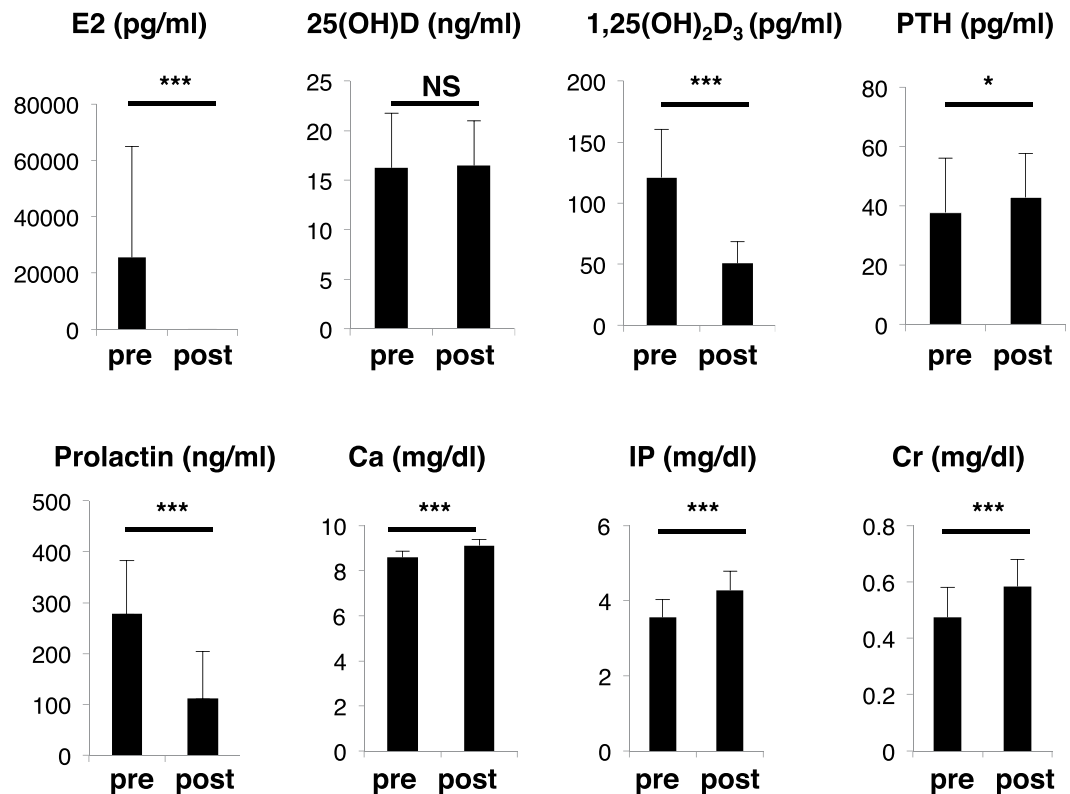 E2 (pg/ml)
***
80000
60000
40000
20000
0
pre post
25(OH)D (ng/ml)
NS
25
20
15
10
5
0
pre post
1,25(OH)₂D₃ (pg/ml)
***
200
150
100
50
0
pre post
PTH (pg/ml)
*
80
60
40
20
0
pre post
Prolactin (ng/ml)
***
500
400
300
200
100
0
pre post
Ca (mg/dl)
***
10
8
6
4
2
0
pre post
IP (mg/dl)
***
6
4
2
0
pre post
Cr (mg/dl)
***
0.8
0.6
0.4
0.2
0
pre post